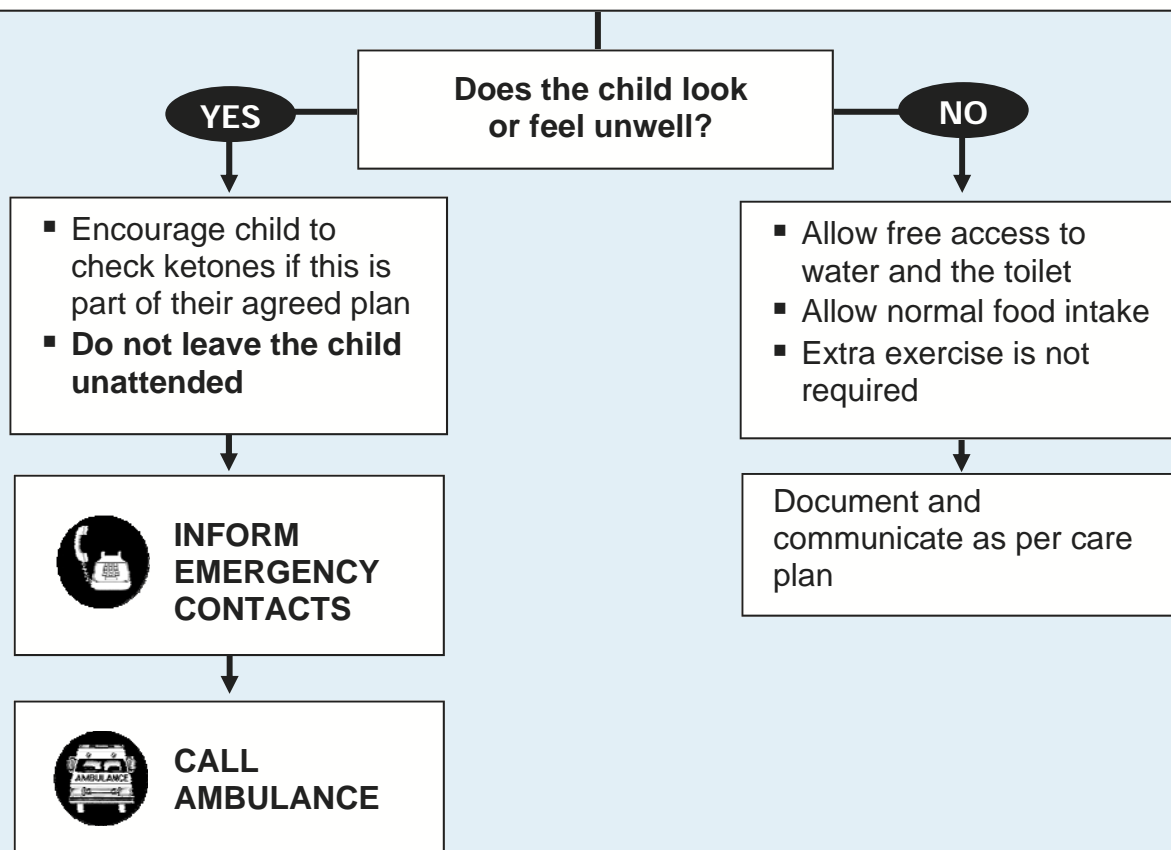 Does the child look
or feel unwell?
YES
NO
▪ Encourage child to
check ketones if this is
part of their agreed plan
▪ Do not leave the child
unattended
INFORM
EMERGENCY
CONTACTS
AMBULANCE
CALL
AMBULANCE
▪ Allow free access to
water and the toilet
▪ Allow normal food intake
▪ Extra exercise is not
required
Document and
communicate as per care
plan